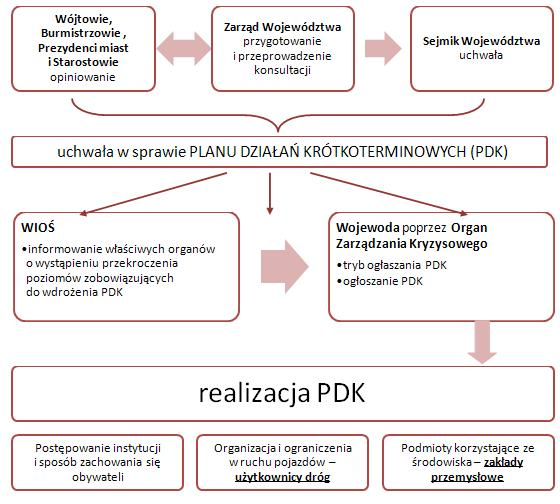 Wójtowie,
Burmistrzowie ,
Prezydenci miast
i Starostowie
opiniowanie
Zarząd Województwa
przygotowanie
i przeprowadzenie
konsultacji
Sejmik Województwa
uchwała
uchwała w sprawie PLANU DZIAŁAŃ KRÓTKOTERMINOWYCH (PDK)
WIOŚ
•informowanie właściwych organów
o wystąpieniu przekroczenia
poziomów zobowiązujących
do wdrożenia PDK
Wojewoda poprzez Organ
Zarządzania Kryzysowego
•tryb ogłaszania PDK
•ogłoszanie PDK
realizacja PDK
Postępowanie instytucji
i sposób zachowania się
obywateli
Organizacja i ograniczenia
w ruchu pojazdów –
użytkownicy dróg
Podmioty korzystające ze
środowiska – zakłady
przemysłowe